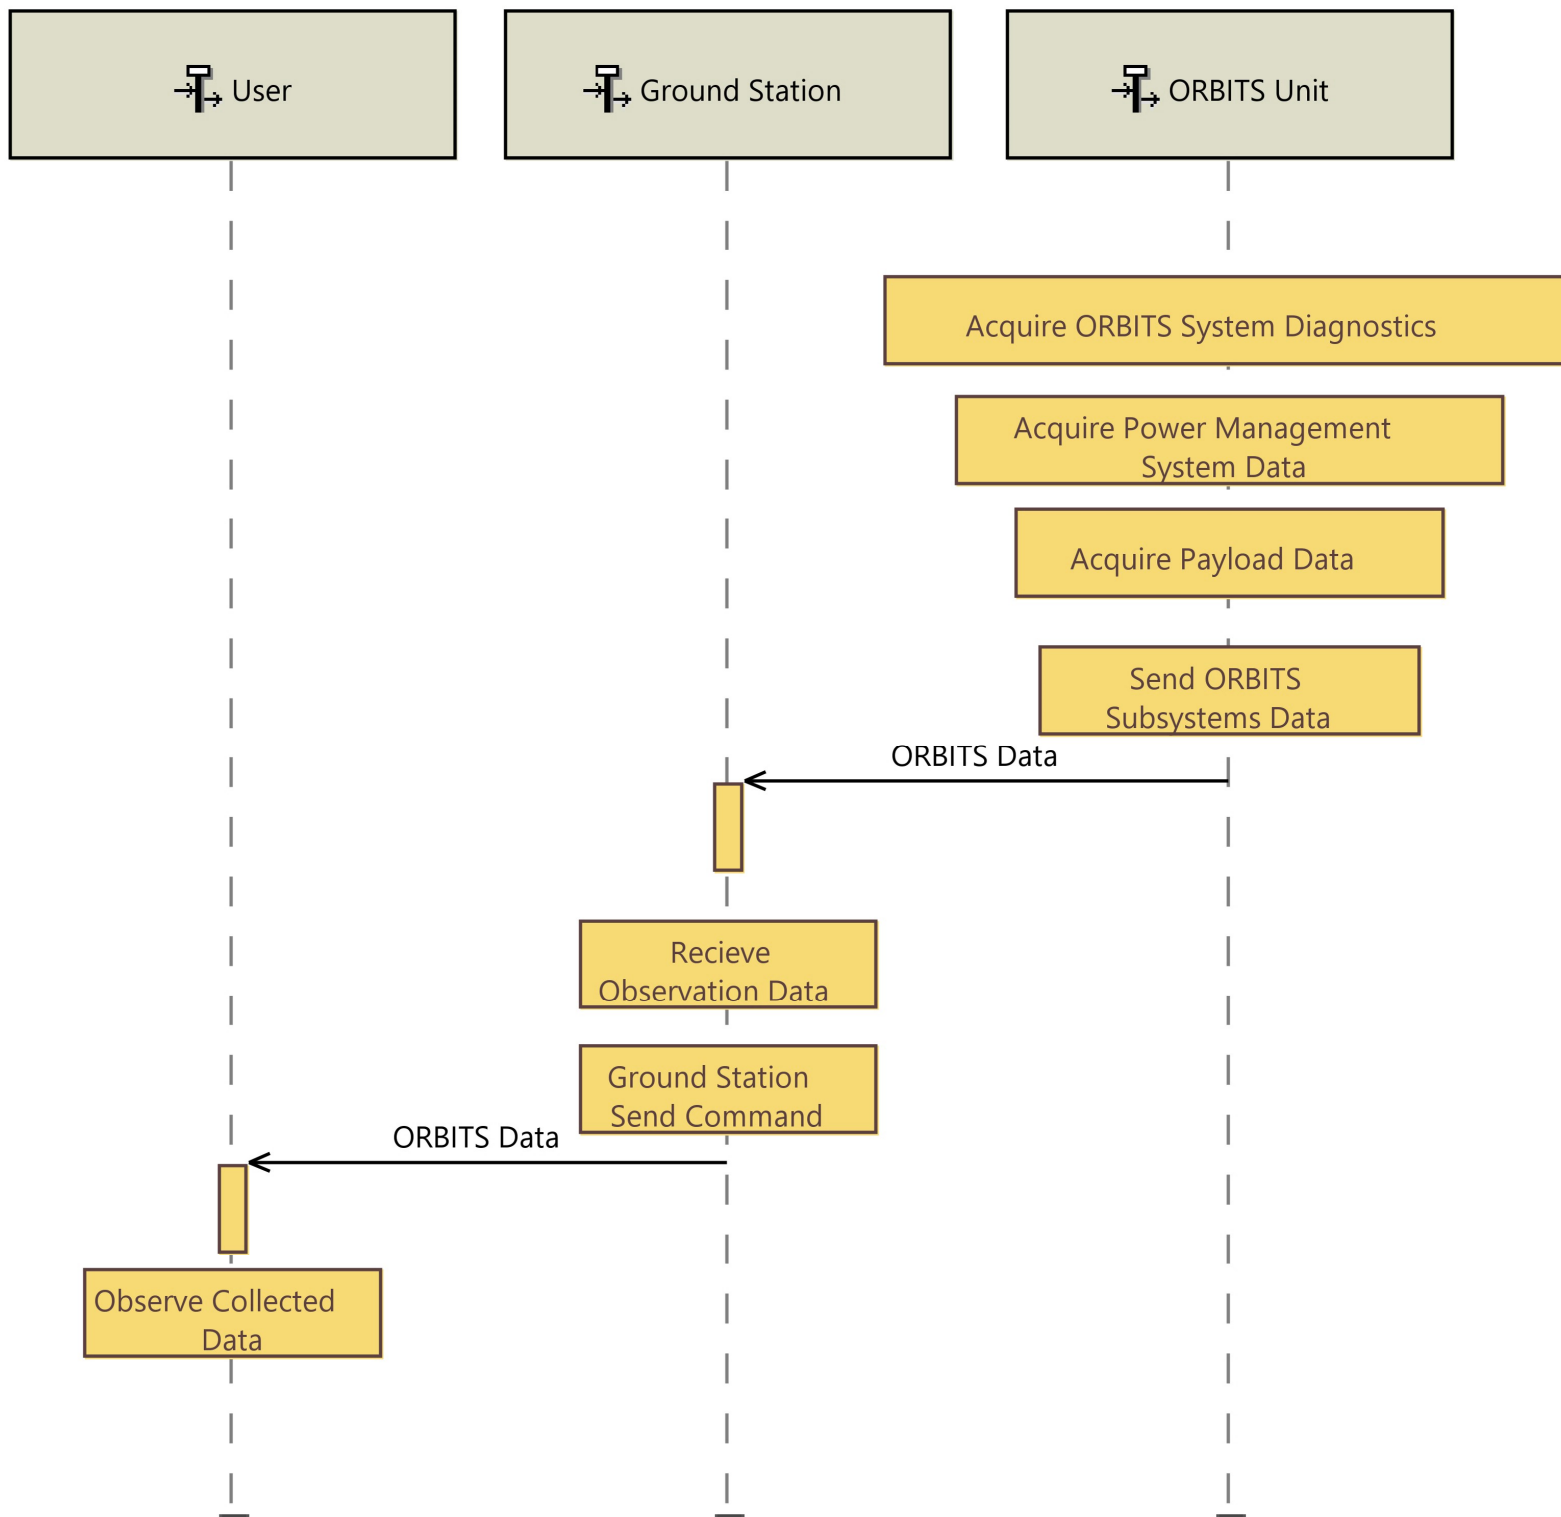 User
Ground Station
ORBITS Unit
Acquire ORBITS System Diagnostics
Acquire Power Management
System Data
Acquire Payload Data
Send ORBITS
Subsystems Data
ORBITS Data
Recieve
Observation Data
Ground Station
Send Command
ORBITS Data
Observe Collected
Data